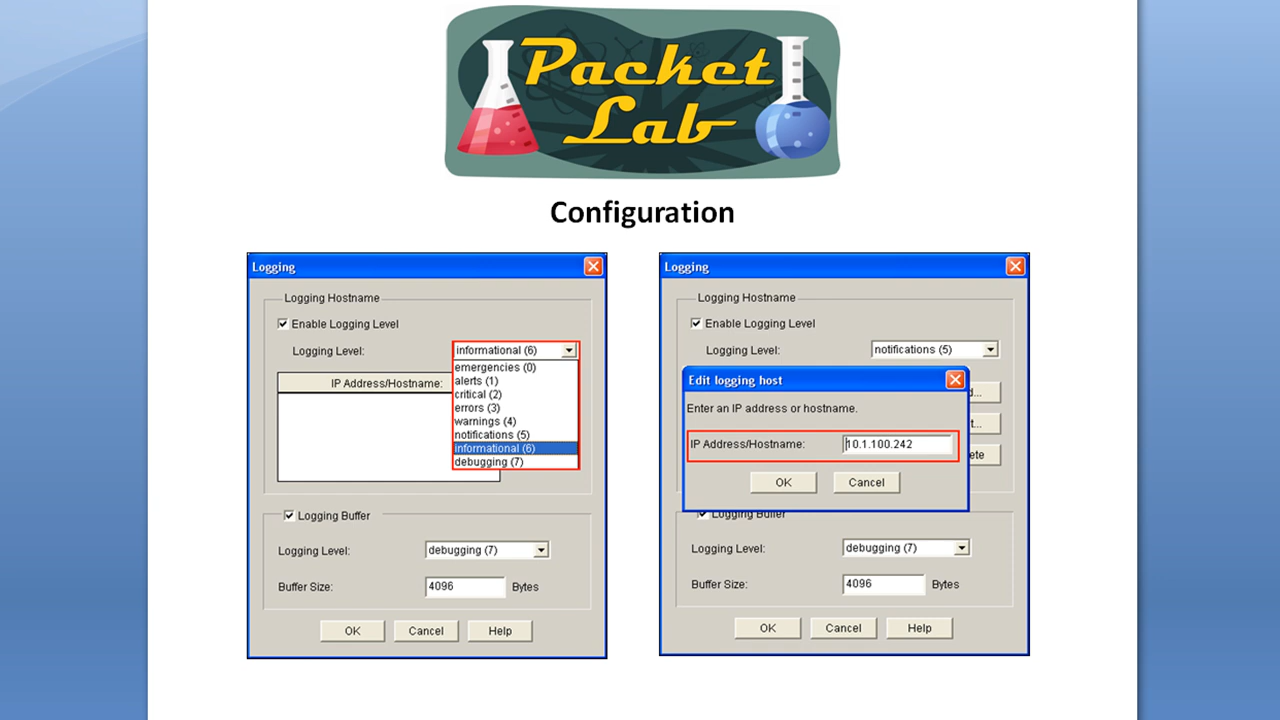 Packet
Lab
Configuration
Logging
Logging Hostname
Enable Logging Level
Logging Level: informational (6)
emergencies (0)
IP Address/Hostname: alerts (1)
critical (2)
errors (3)
warnings (4)
notifications (5)
informational (6)
debugging (7)
Logging Buffer
Logging Level: debugging (7)
Buffer Size: 4096 Bytes
OK Cancel Help
Logging
Logging Hostname
Enable Logging Level
Logging Level: notifications (5)
Edit logging host
Enter an IP address or hostname.
IP Address/Hostname: 10.1.100.242
OK Cancel
d...
t...
ete
Logging Buffer
Logging Level: debugging (7)
Buffer Size: 4096 Bytes
OK Cancel Help